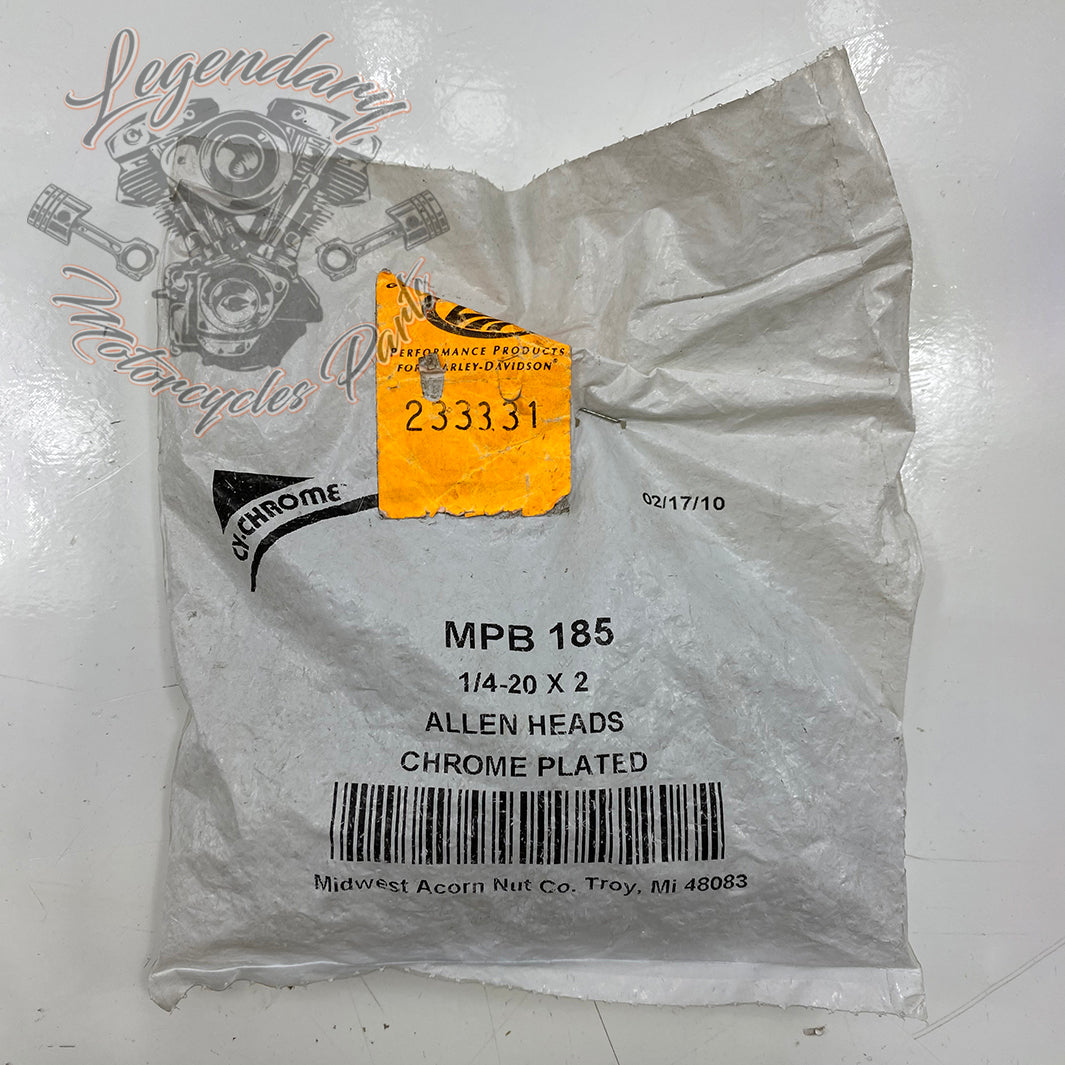 Legendary
Motorcycles Parts
PERFORMANCE PRODUCTS
FOR HARLEY-DAVIDSON®
233331
CY·CHROME™
02/17/10
MPB 185
1/4-20 X 2
ALLEN HEADS
CHROME PLATED
Midwest Acorn Nut Co. Troy, Mi 48083